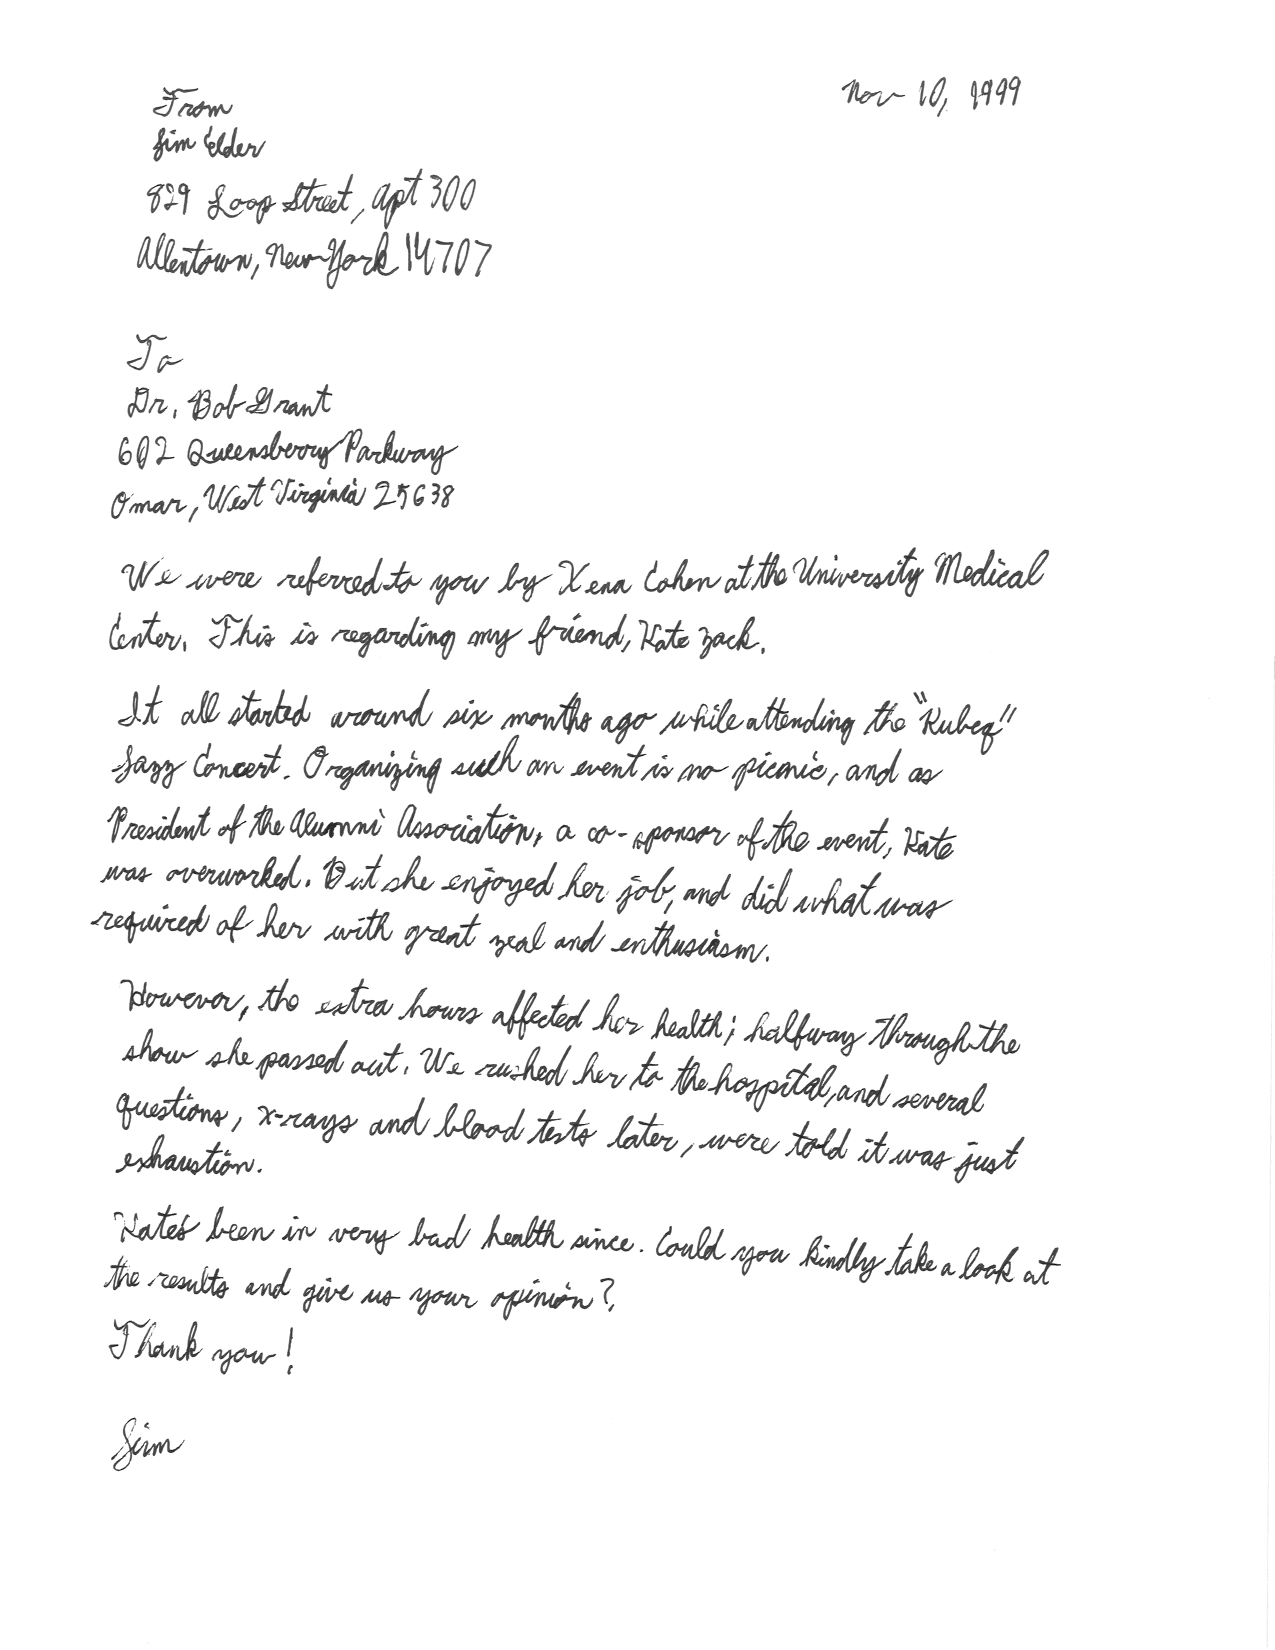 Nov 10, 1999
From
Jim Elder
829 Loop Street, Apt 300
Allentown, New York 14707
To
Dr. Bob Grant
602 Queensberry Parkway
Omar, West Virginia 25638
We were referred to you by Xena Cohen at the University Medical
Center. This is regarding my friend, Kate Zack.
It all started around six months ago while attending the "Rubeq"
Jazz Concert. Organizing such an event is no picnic, and as
President of the Alumni Association, a co-sponsor of the event, Kate
was overworked. But she enjoyed her job, and did what was
required of her with great zeal and enthusiasm.
However, the extra hours affected her health; halfway through the
show she passed out. We rushed her to the hospital, and several
questions, x-rays and blood tests later, were told it was just
exhaustion.
Kate's been in very bad health since. Could you kindly take a look at
the results and give us your opinion?
Thank you!
Jim